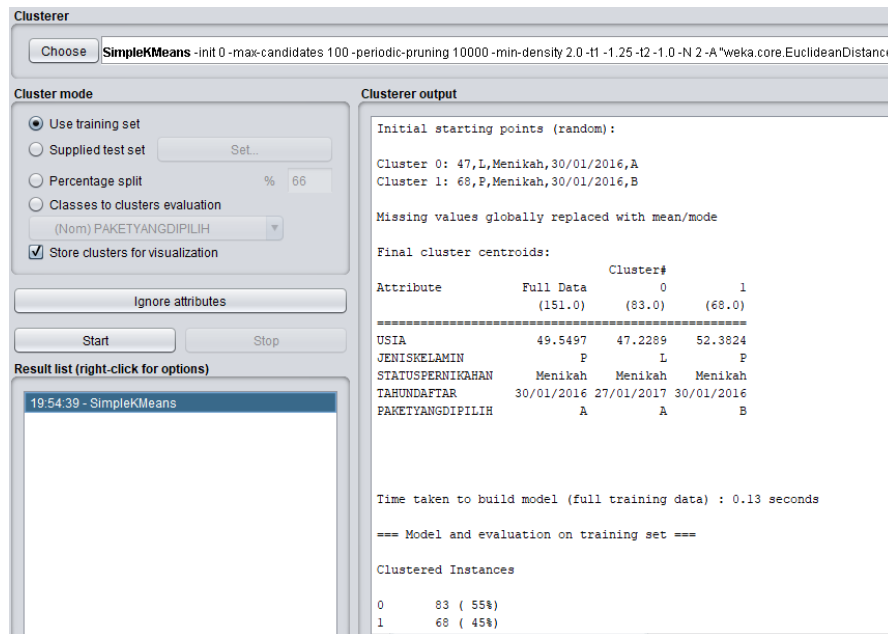 Clusterer
Choose SimpleKMeans -init 0 -max-candidates 100 -periodic-pruning 10000 -min-density 2.0 -t1 -1.25 -t2 -1.0 -N 2 -A "weka.core.EuclideanDistance
Cluster mode
Use training set
Supplied test set Set...
Percentage split % 66
Classes to clusters evaluation
(Nom) PAKETYANGDIPILIH
Store clusters for visualization
Ignore attributes
Start Stop
Result list (right-click for options)
19:54:39 - SimpleKMeans
Clusterer output
Initial starting points (random):
Cluster 0: 47,L,Menikah,30/01/2016,A
Cluster 1: 68,P,Menikah,30/01/2016,B
Missing values globally replaced with mean/mode
Final cluster centroids:
Cluster#
Attribute Full Data 0 1
(151.0) (83.0) (68.0)
==================================================
USIA 49.5497 47.2289 52.3824
JENISKELAMIN P L P
STATUSPERNIKAHAN Menikah Menikah Menikah
TAHUNDAFTAR 30/01/2016 27/01/2017 30/01/2016
PAKETYANGDIPILIH A A B
Time taken to build model (full training data) : 0.13 seconds
=== Model and evaluation on training set ===
Clustered Instances
0 83 ( 55%)
1 68 ( 45%)